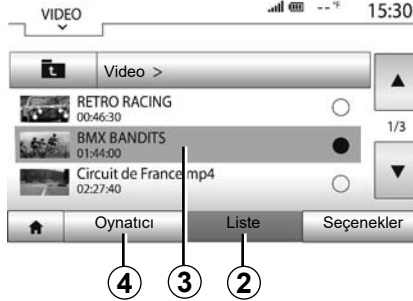 VIDEO
--°F 15:30
Video >
RETRO RACING
00:46:30
1/3
BMX BANDITS
01:44:00
Circuit de France mp4
02:27:40
Oynatıcı Liste Seçenekler
4 3 2